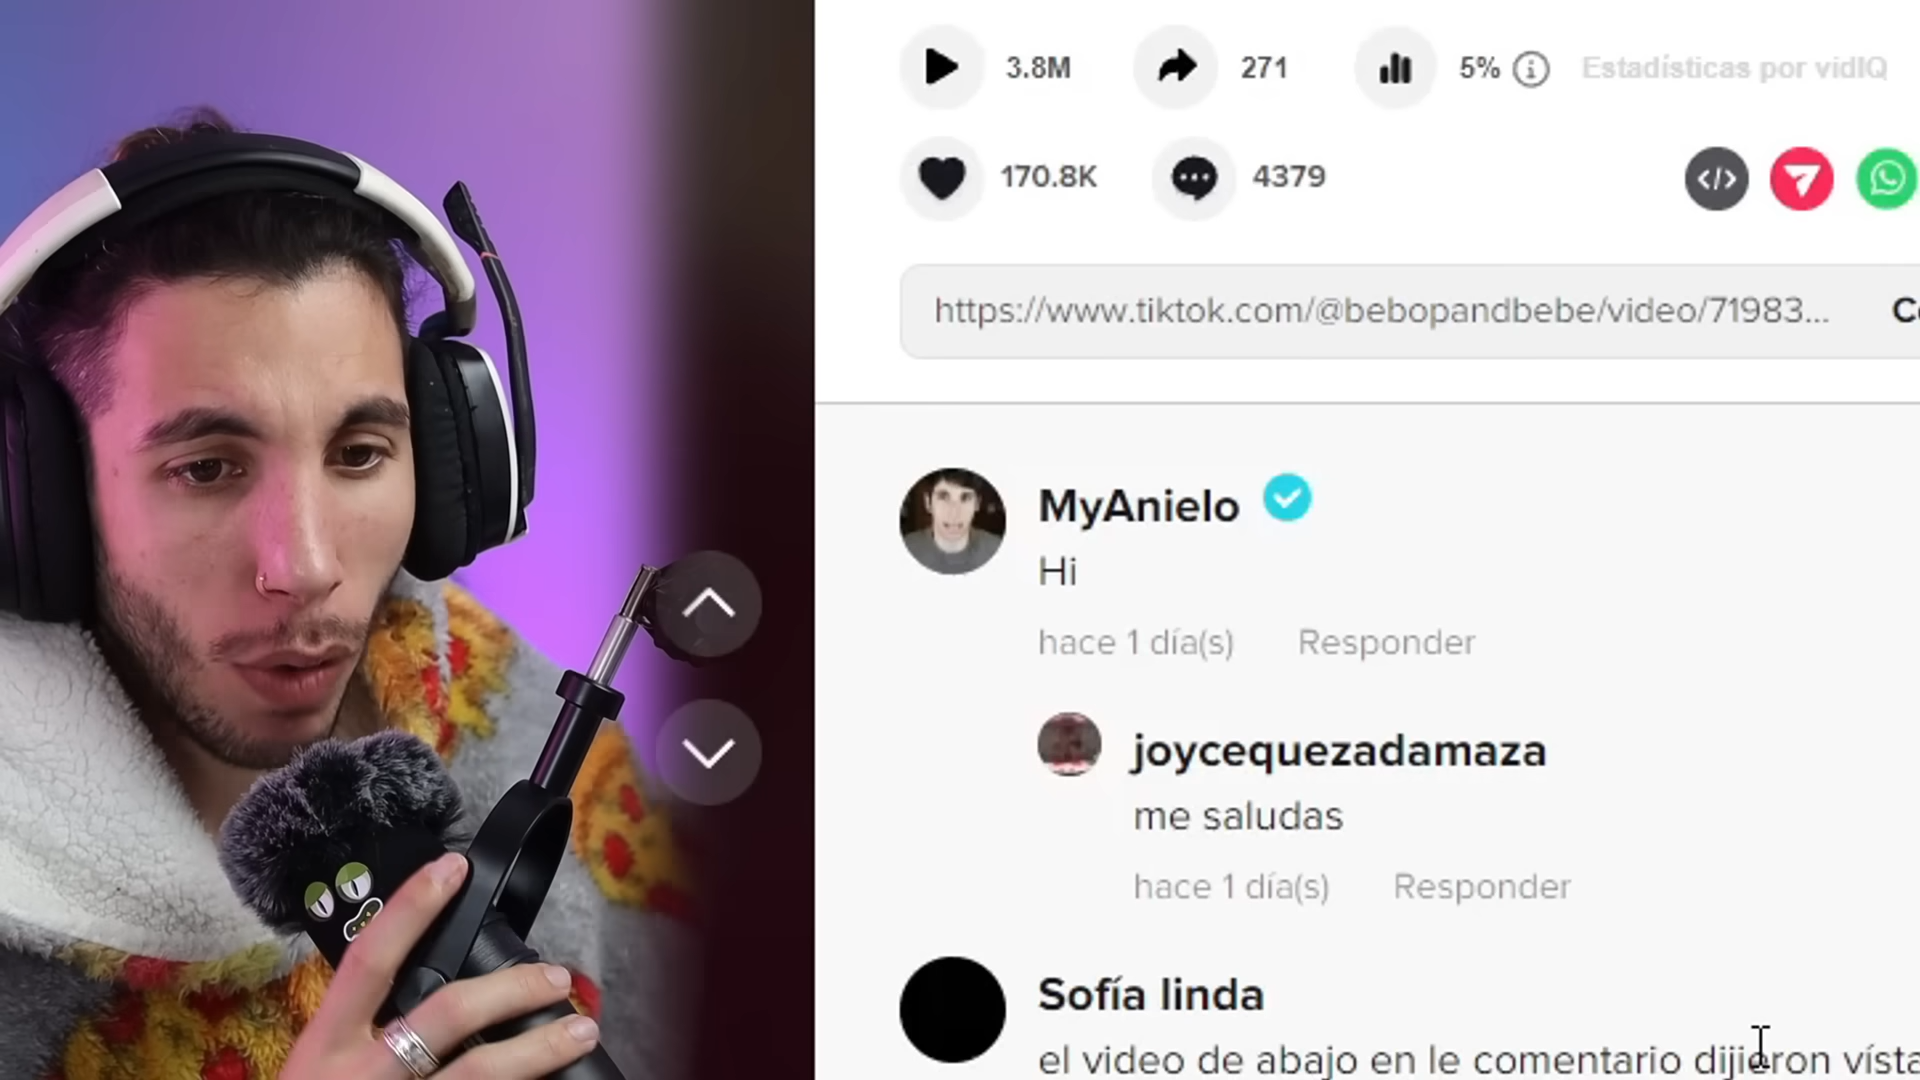 3.8M 271 5% Estadísticas por vidIQ
170.8K 4379
https://www.tiktok.com/@bebopandbebe/video/71983...
MyAnielo
Hi
hace 1 día(s) Responder
joycequezadamaza
me saludas
hace 1 día(s) Responder
Sofía linda
el video de abajo en le comentario dijieron